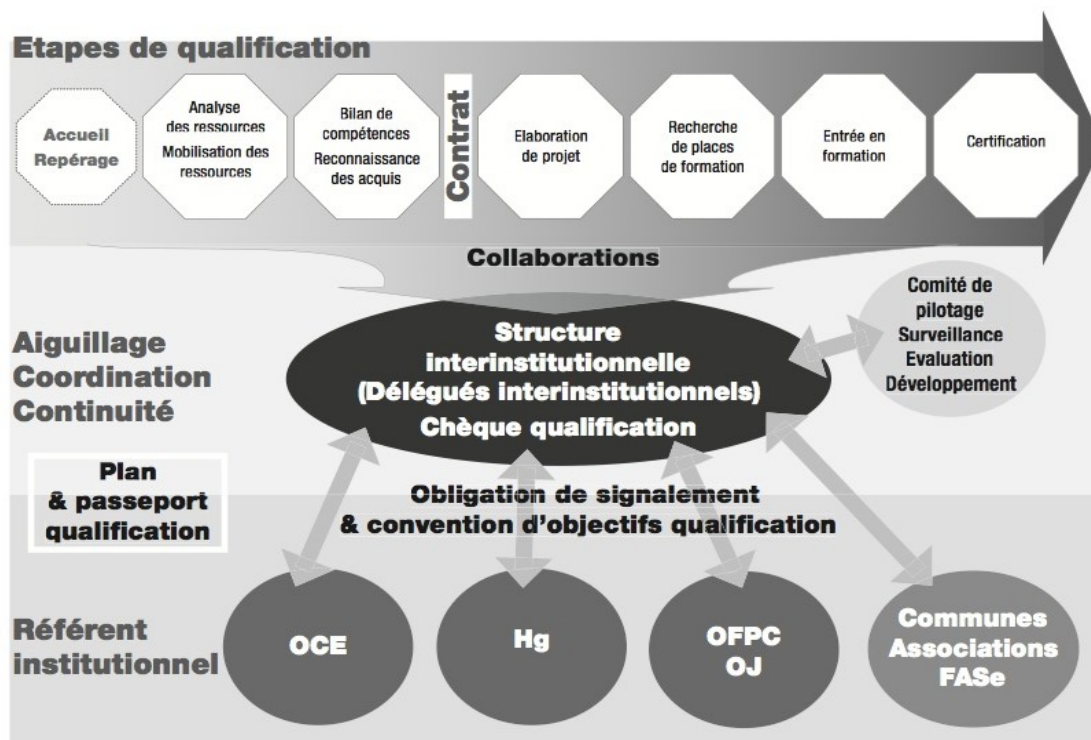 Etapes de qualification
Accueil
Repérage
Analyse
des ressources
Mobilisation des
ressources
Bilan de
compétences
Reconnaissance
des acquis
Contrat
Elaboration
de projet
Recherche
de places
de formation
Entrée en
formation
Certification
Collaborations
Comité de
pilotage
Surveillance
Evaluation
Développement
Aiguillage
Coordination
Continuité
Structure
interinstitutionnelle
(Délégués interinstitutionnels)
Chèque qualification
Plan
& passeport
qualification
Obligation de signalement
& convention d'objectifs qualification
Référent
institutionnel
OCE
Hg
OFPC
OJ
Communes
Associations
FASe